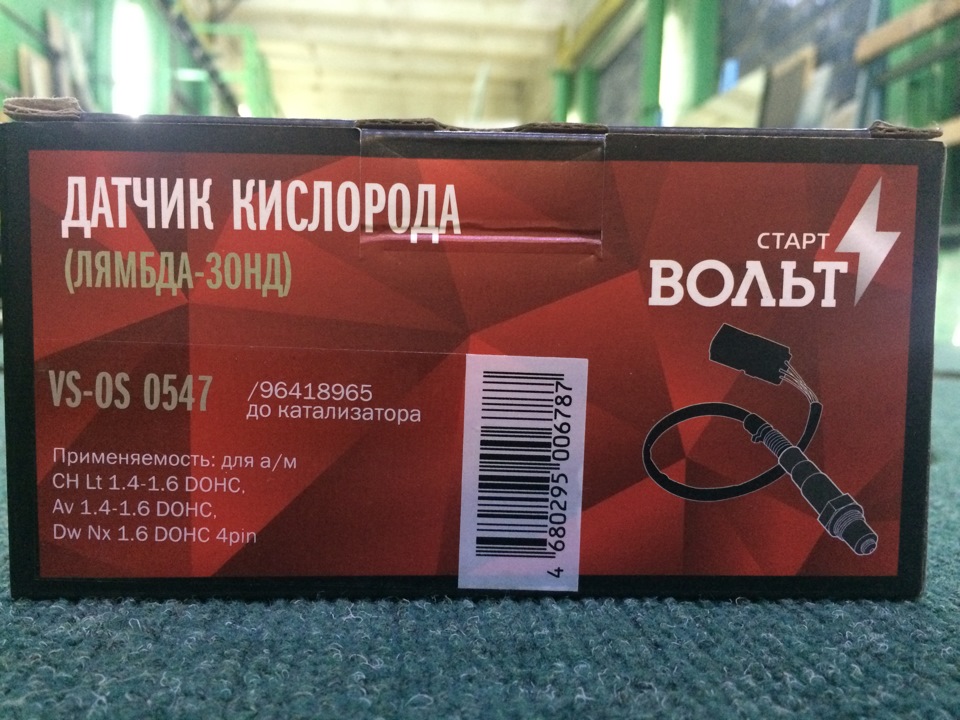 ДАТЧИК КИСЛОРОДА
(ЛЯМБДА-ЗОНД)
СТАРТ
ВОЛЬТ
VS-OS 0547
/96418965
до катализатора
Применяемость: для а/м
CH Lt 1.4-1.6 DOHC,
Av 1.4-1.6 DOHC,
Dw Nx 1.6 DOHC 4pin
4 680295 006787